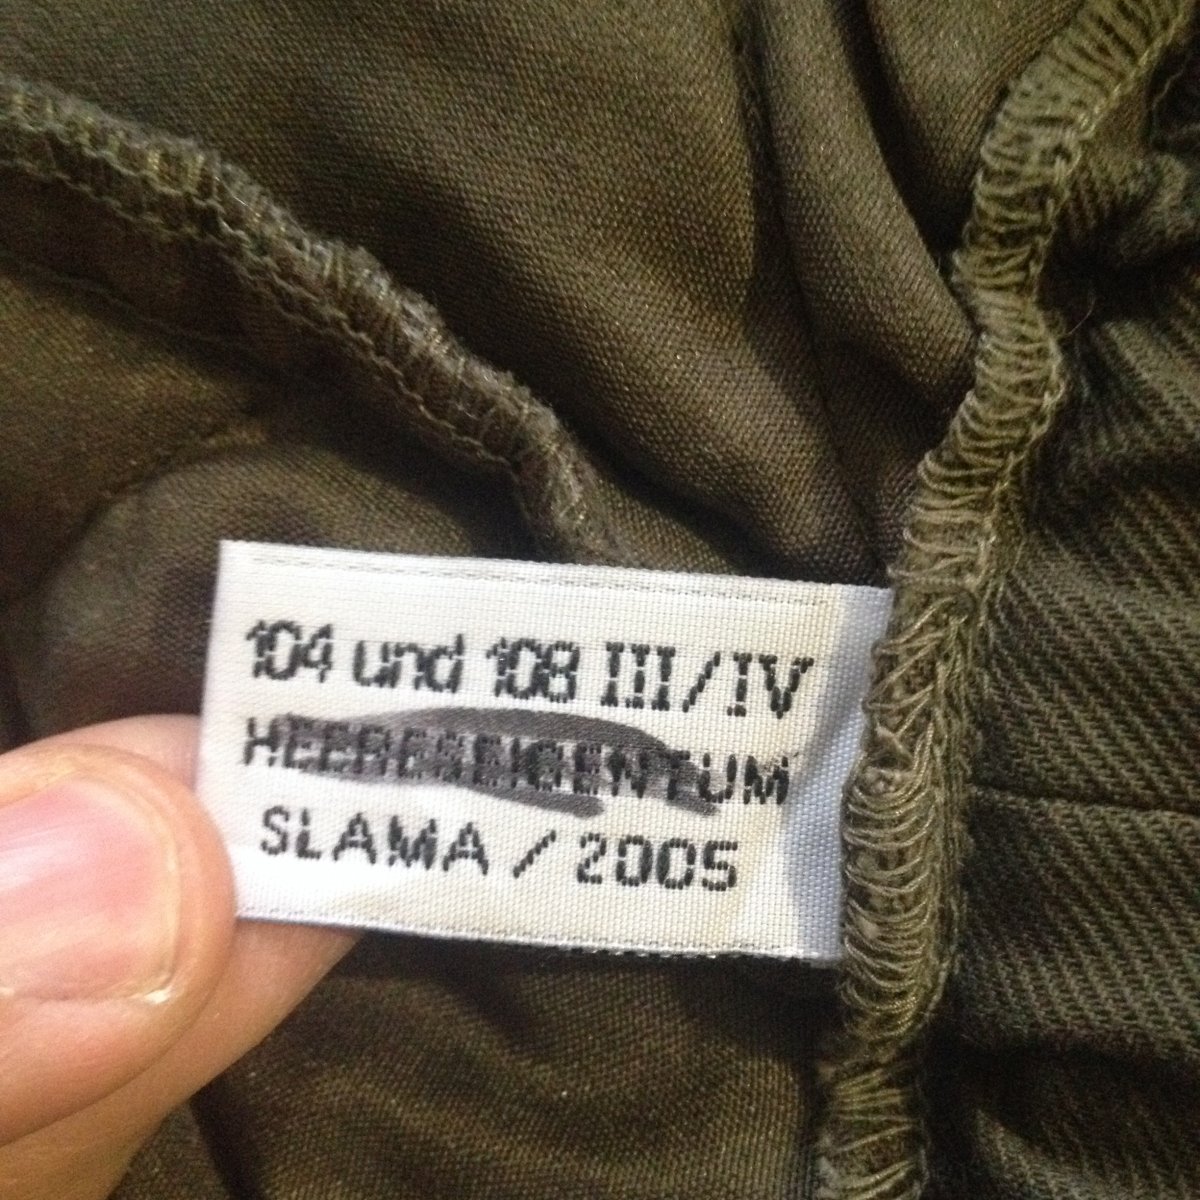 104 und 108 III/IV
HEERESEIGENTUM
SLAMA / 2005